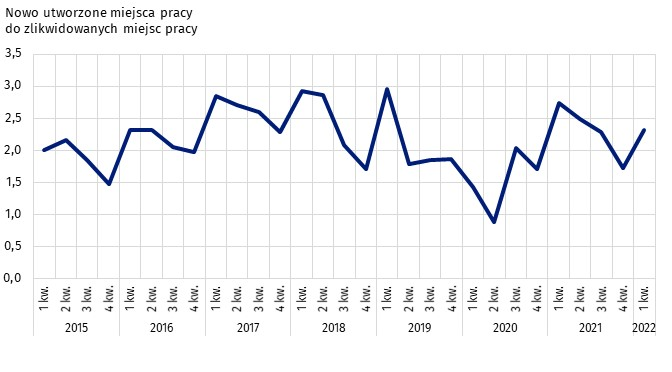 Nowo utworzone miejsca pracy
do zlikwidowanych miejsc pracy
3,5
3,0
2,5
2,0
1,5
1,0
0,5
0,0
1 kw. 2 kw. 3 kw. 4 kw. 1 kw. 2 kw. 3 kw. 4 kw. 1 kw. 2 kw. 3 kw. 4 kw. 1 kw. 2 kw. 3 kw. 4 kw. 1 kw. 2 kw. 3 kw. 4 kw. 1 kw. 2 kw. 3 kw. 4 kw. 1 kw. 2 kw. 3 kw. 4 kw. 1 kw.
2015 2016 2017 2018 2019 2020 2021 2022